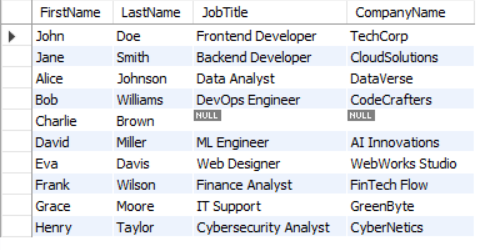 FirstName LastName JobTitle CompanyName
John Doe Frontend Developer TechCorp
Jane Smith Backend Developer CloudSolutions
Alice Johnson Data Analyst DataVerse
Bob Williams DevOps Engineer CodeCrafters
Charlie Brown NULL NULL
David Miller ML Engineer AI Innovations
Eva Davis Web Designer WebWorks Studio
Frank Wilson Finance Analyst FinTech Flow
Grace Moore IT Support GreenByte
Henry Taylor Cybersecurity Analyst CyberNetics